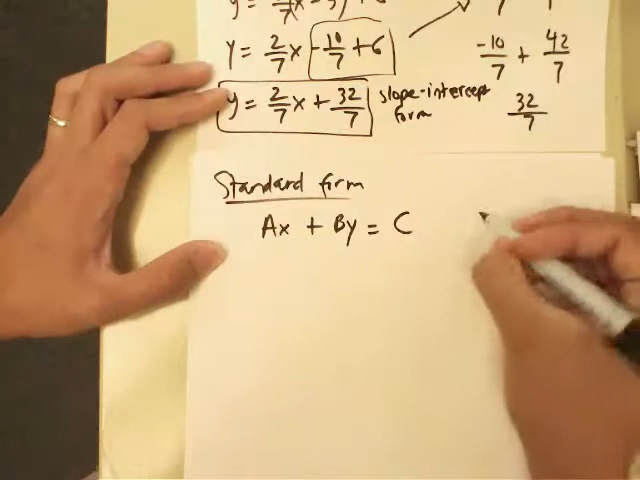 y = 2/7x -10/7 + 6
-10/7 + 42/7
y = 2/7x + 32/7 slope-intercept form
32/7
Standard form
Ax + By = C